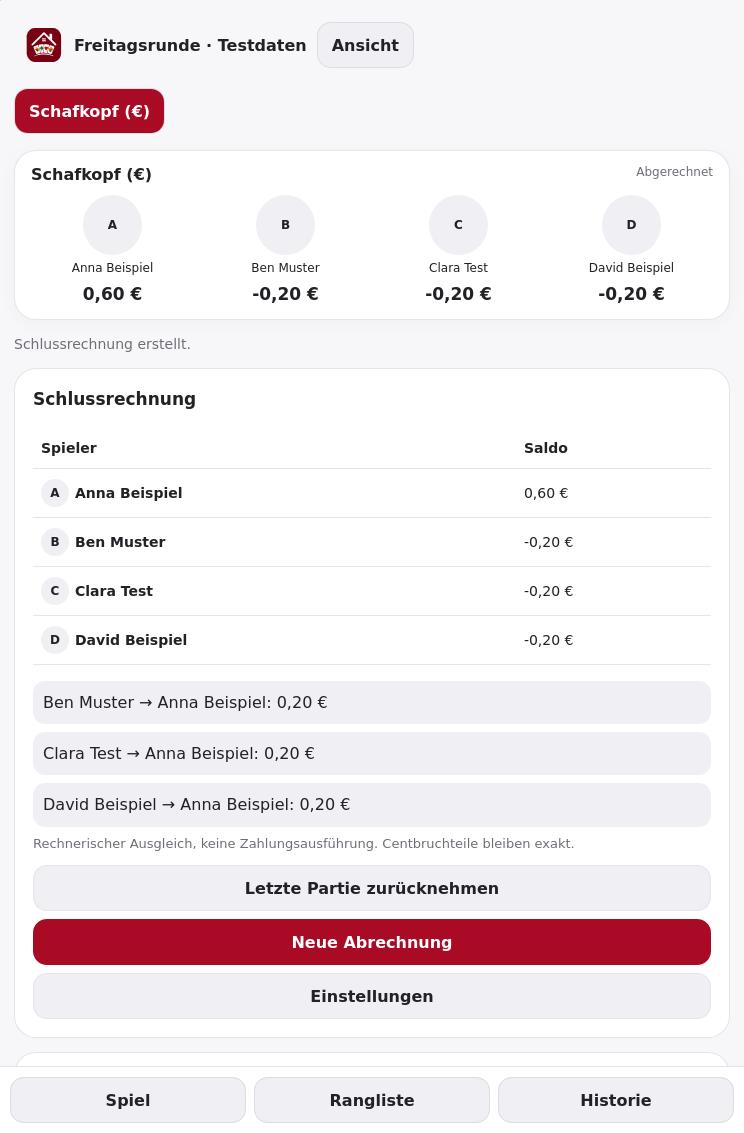 Freitagsrunde · Testdaten Ansicht
Schafkopf (€)
Schafkopf (€) Abgerechnet
A B C D
Anna Beispiel Ben Muster Clara Test David Beispiel
0,60 € -0,20 € -0,20 € -0,20 €
Schlussrechnung erstellt.
Schlussrechnung
Spieler Saldo
A Anna Beispiel 0,60 €
B Ben Muster -0,20 €
C Clara Test -0,20 €
D David Beispiel -0,20 €
Ben Muster → Anna Beispiel: 0,20 €
Clara Test → Anna Beispiel: 0,20 €
David Beispiel → Anna Beispiel: 0,20 €
Rechnerischer Ausgleich, keine Zahlungsausführung. Centbruchteile bleiben exakt.
Letzte Partie zurücknehmen
Neue Abrechnung
Einstellungen
Spiel Rangliste Historie